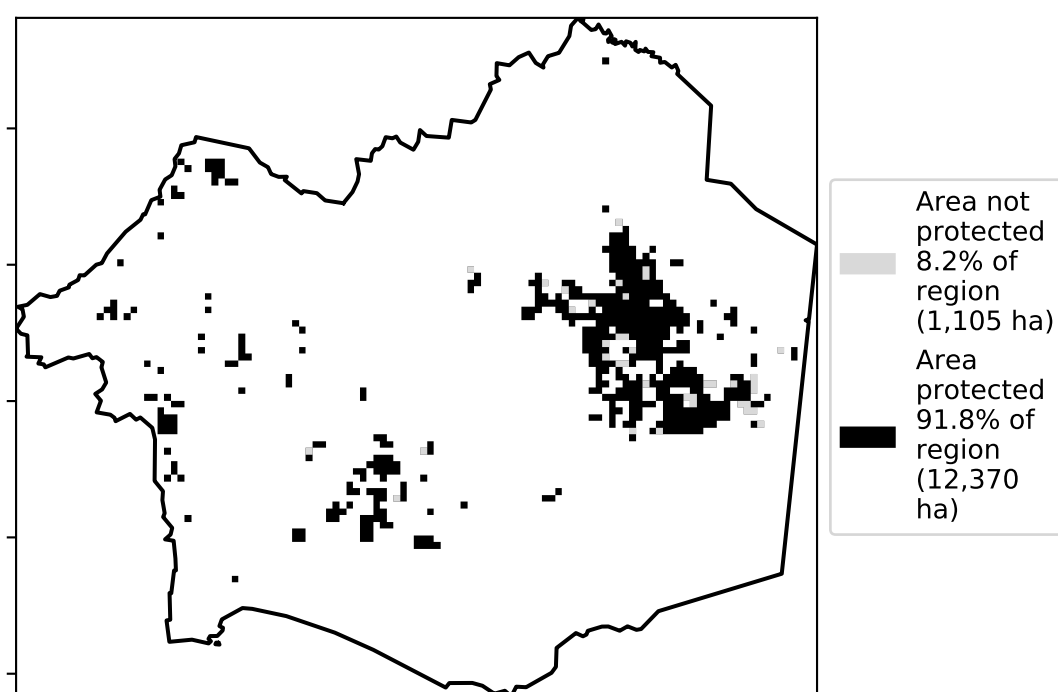 Area not
protected
8.2% of
region
(1,105 ha)
Area
protected
91.8% of
region
(12,370
ha)